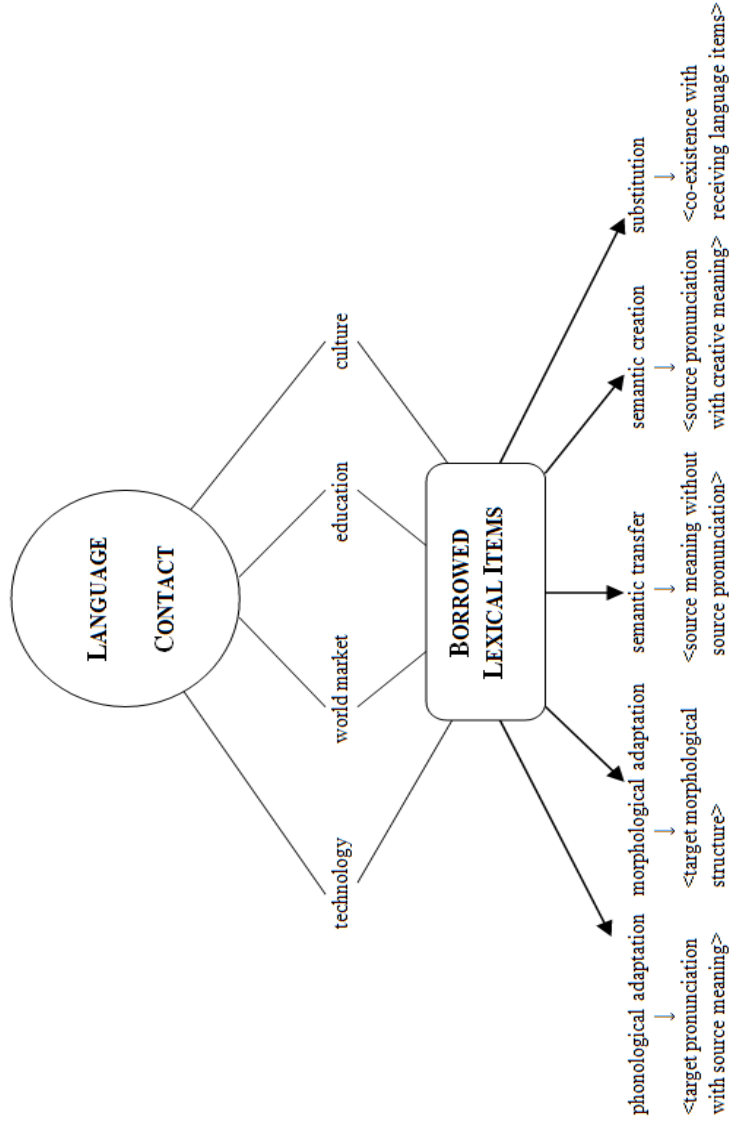 LANGUAGE
CONTACT
technology
world market
education
culture
BORROWED
LEXICAL ITEMS
phonological adaptation
morphological adaptation
semantic transfer
semantic creation
substitution
↓
↓
↓
↓
↓
<target pronunciation
with source meaning>
<target morphological
structure>
<source meaning without
source pronunciation>
<source pronunciation
with creative meaning>
<co-existence with
receiving language items>